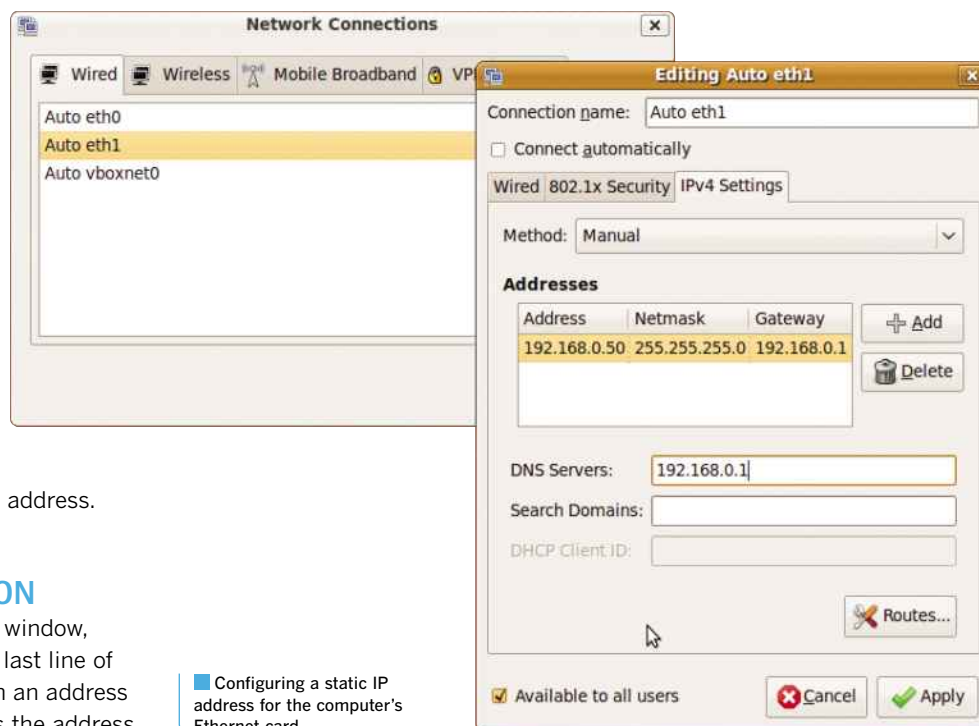 Network Connections
Wired Wireless Mobile Broadband VP
Auto eth0
Auto eth1
Auto vboxnet0
Editing Auto eth1
Connection name: Auto eth1
Connect automatically
Wired 802.1x Security IPv4 Settings
Method: Manual
Addresses
Address Netmask Gateway
192.168.0.50 255.255.255.0 192.168.0.1
Add
Delete
DNS Servers: 192.168.0.1
Search Domains:
DHCP Client ID:
Routes...
Available to all users
Cancel Apply
address.
ON
window,
last line of
an address
the address
Configuring a static IP
address for the computer's
Ethernet card